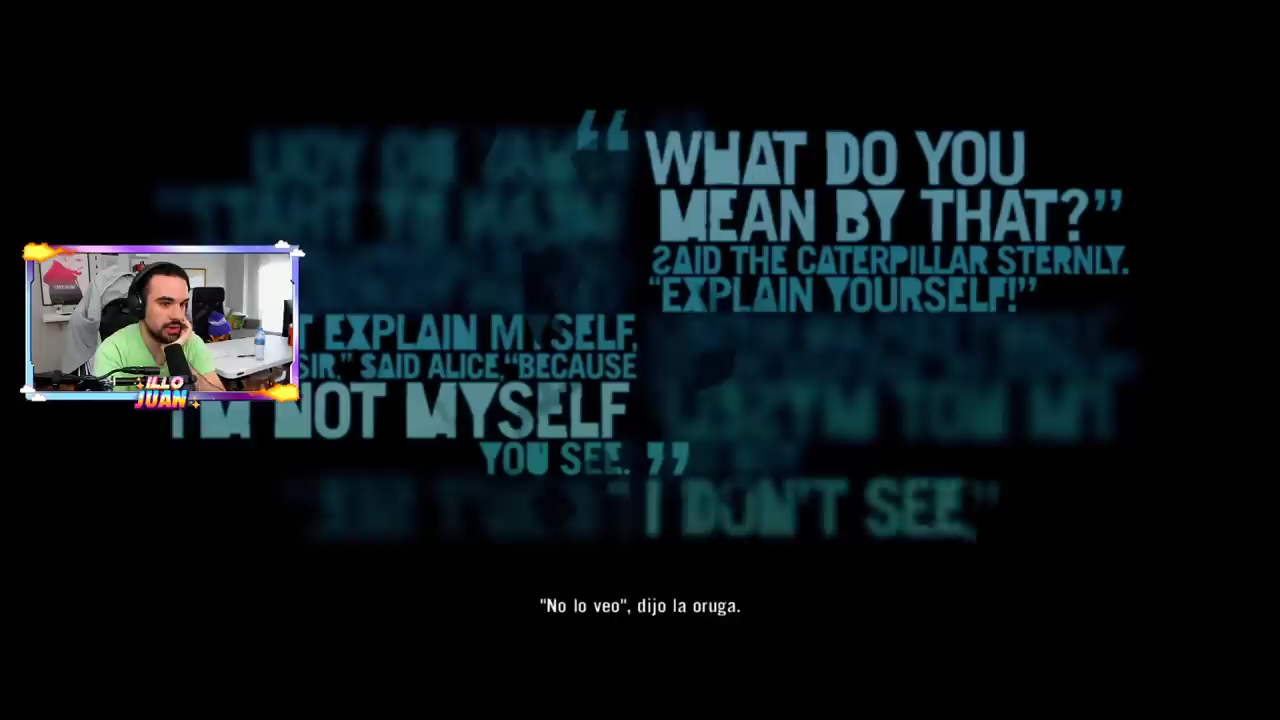 “WHAT DO YOU
MEAN BY THAT?”
SAID THE CATERPILLAR STERNLY.
“EXPLAIN YOURSELF!”
EXPLAIN MYSELF,
SIR,” SAID ALICE,“BECAUSE
I'M NOT MYSELF
YOU SEE.”
I DON'T SEE,”
ILLO
JUAN
"No lo veo", dijo la oruga.